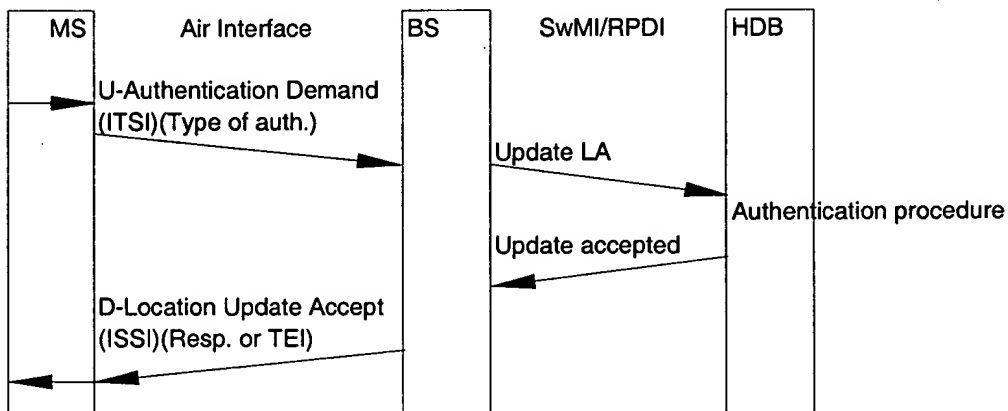 MS
Air Interface
BS
SwMI/RPDI
HDB
U-Authentication Demand
(ITSI)(Type of auth.)
Update LA
Authentication procedure
Update accepted
D-Location Update Accept
(ISSI)(Resp. or TEI)